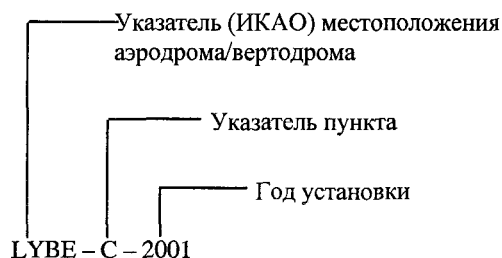 Указатель (ИКАО) местоположения
аэродрома/вертодрома
Указатель пункта
Год установки
LYBE – C – 2001